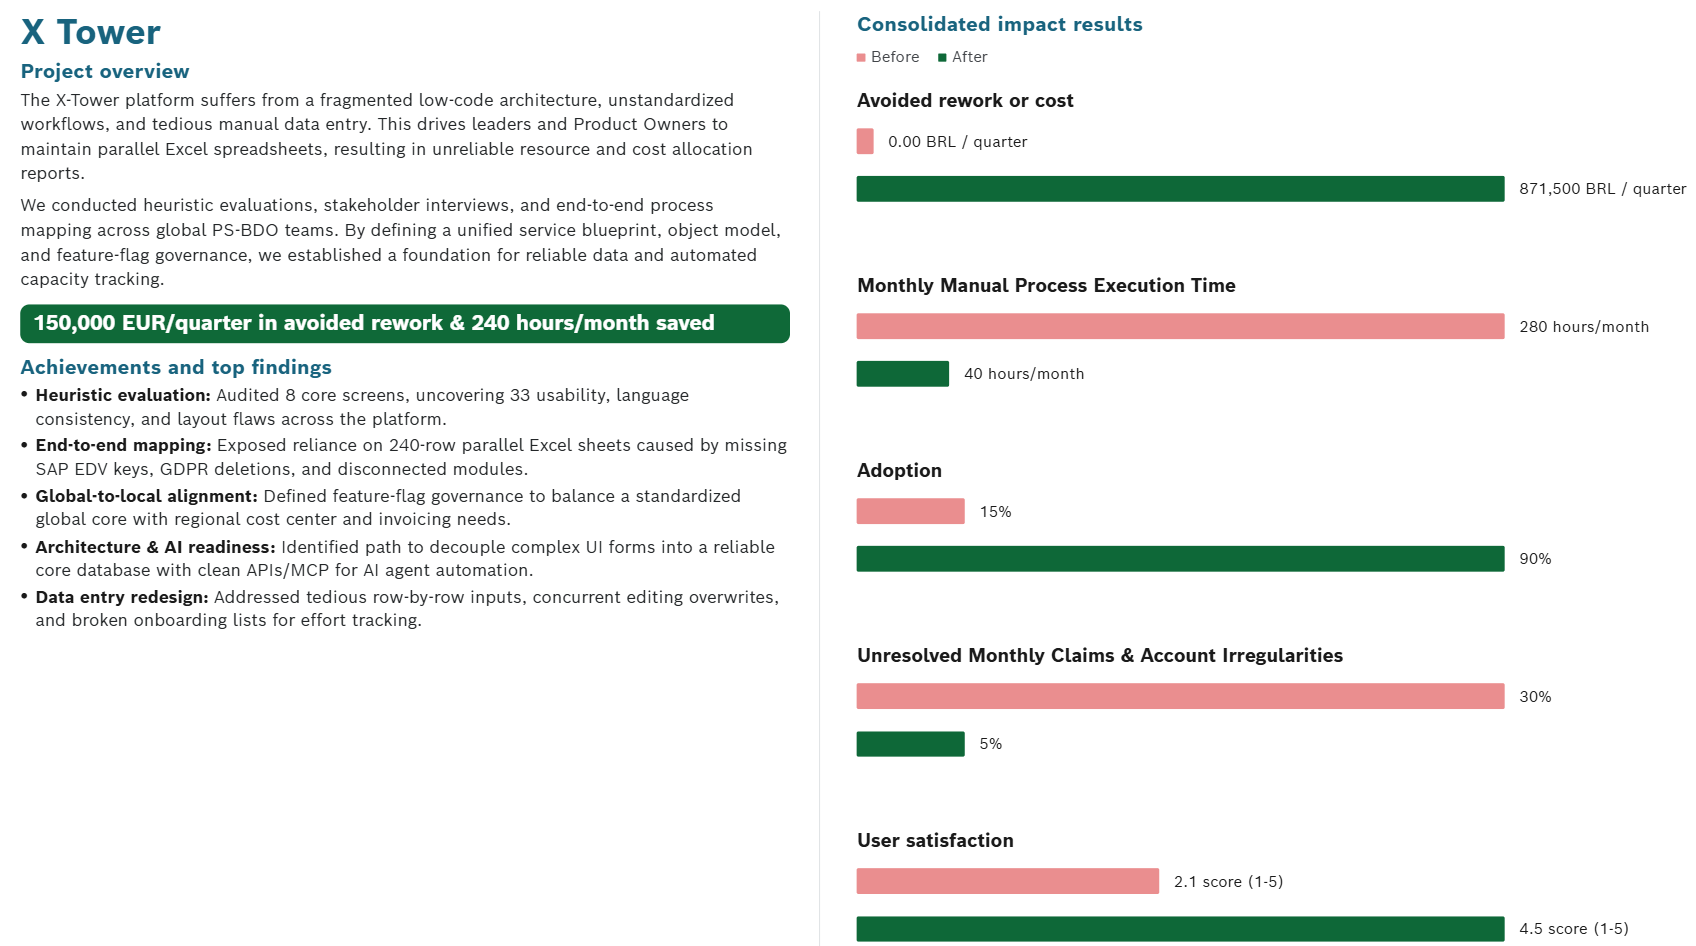 X Tower
Project overview
The X-Tower platform suffers from a fragmented low-code architecture, unstandardized
workflows, and tedious manual data entry. This drives leaders and Product Owners to
maintain parallel Excel spreadsheets, resulting in unreliable resource and cost allocation
reports.
We conducted heuristic evaluations, stakeholder interviews, and end-to-end process
mapping across global PS-BDO teams. By defining a unified service blueprint, object model,
and feature-flag governance, we established a foundation for reliable data and automated
capacity tracking.
150,000 EUR/quarter in avoided rework & 240 hours/month saved
Achievements and top findings
• Heuristic evaluation: Audited 8 core screens, uncovering 33 usability, language
consistency, and layout flaws across the platform.
• End-to-end mapping: Exposed reliance on 240-row parallel Excel sheets caused by missing
SAP EDV keys, GDPR deletions, and disconnected modules.
• Global-to-local alignment: Defined feature-flag governance to balance a standardized
global core with regional cost center and invoicing needs.
• Architecture & AI readiness: Identified path to decouple complex UI forms into a reliable
core database with clean APIs/MCP for AI agent automation.
• Data entry redesign: Addressed tedious row-by-row inputs, concurrent editing overwrites,
and broken onboarding lists for effort tracking.
Consolidated impact results
Before After
Avoided rework or cost
0.00 BRL / quarter
871,500 BRL / quarter
Monthly Manual Process Execution Time
280 hours/month
40 hours/month
Adoption
15%
90%
Unresolved Monthly Claims & Account Irregularities
30%
5%
User satisfaction
2.1 score (1-5)
4.5 score (1-5)